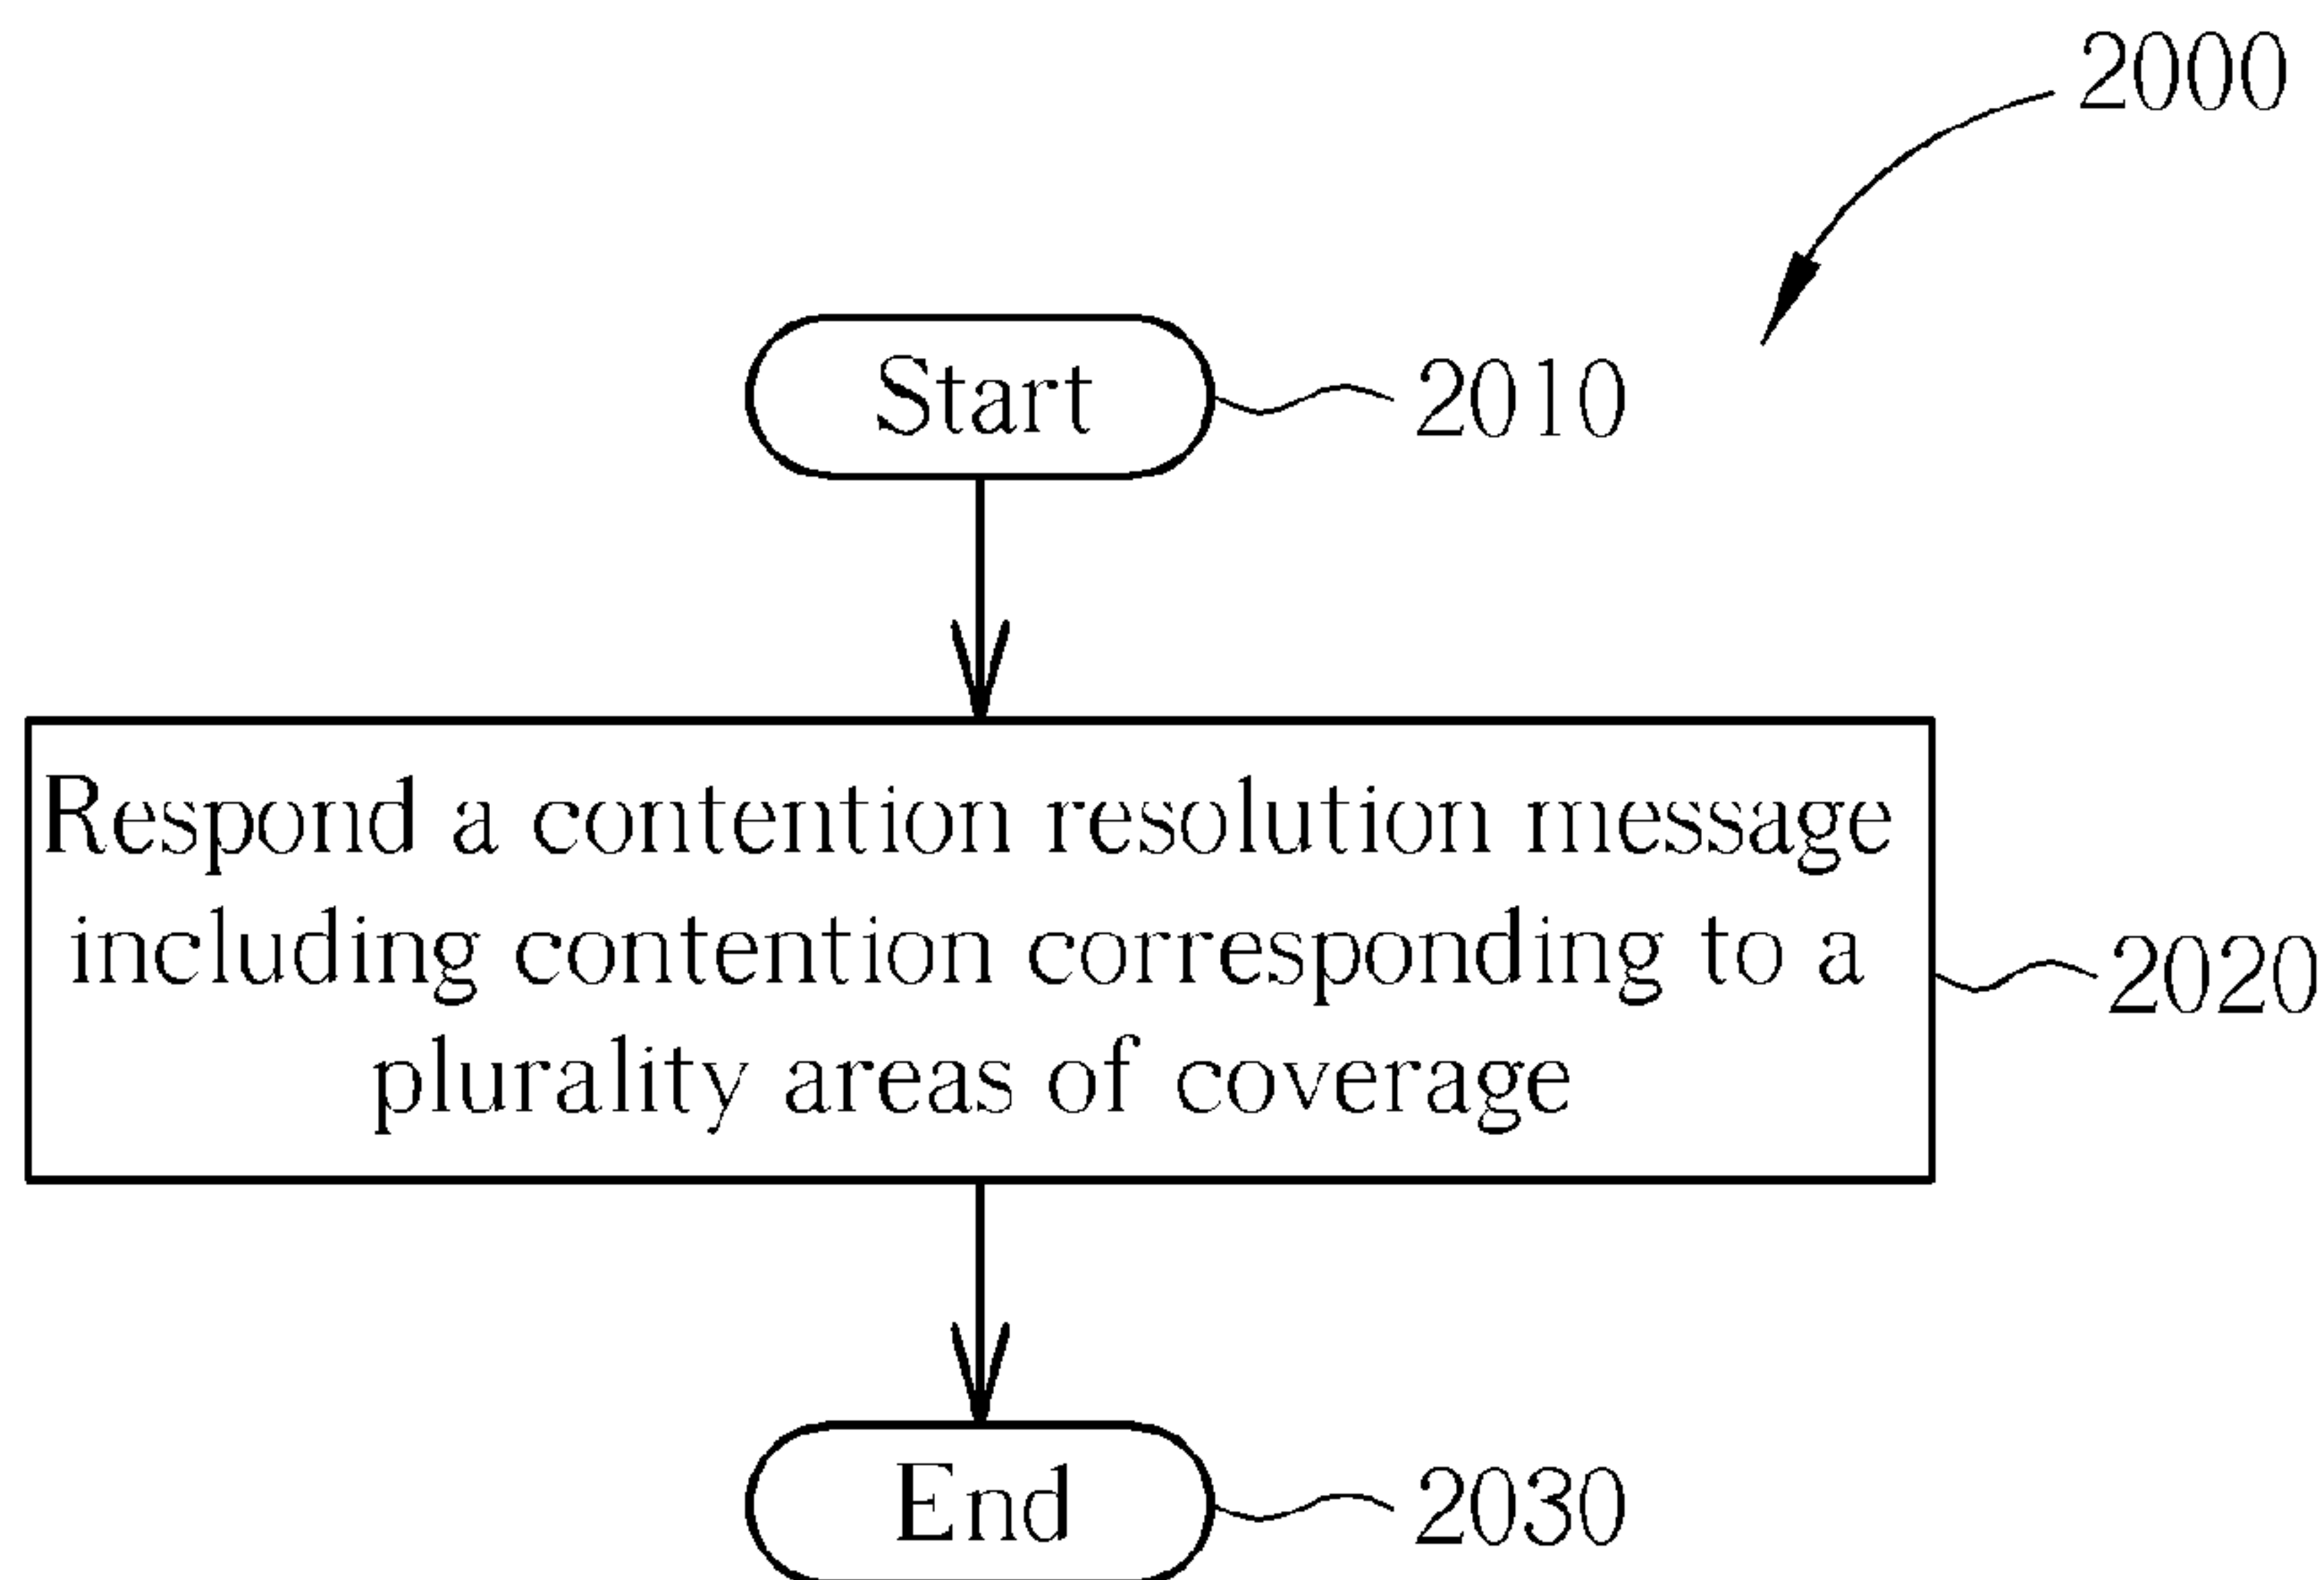 2000
Start
2010
Respond a contention resolution message
including contention corresponding to a
plurality areas of coverage
2020
End
2030